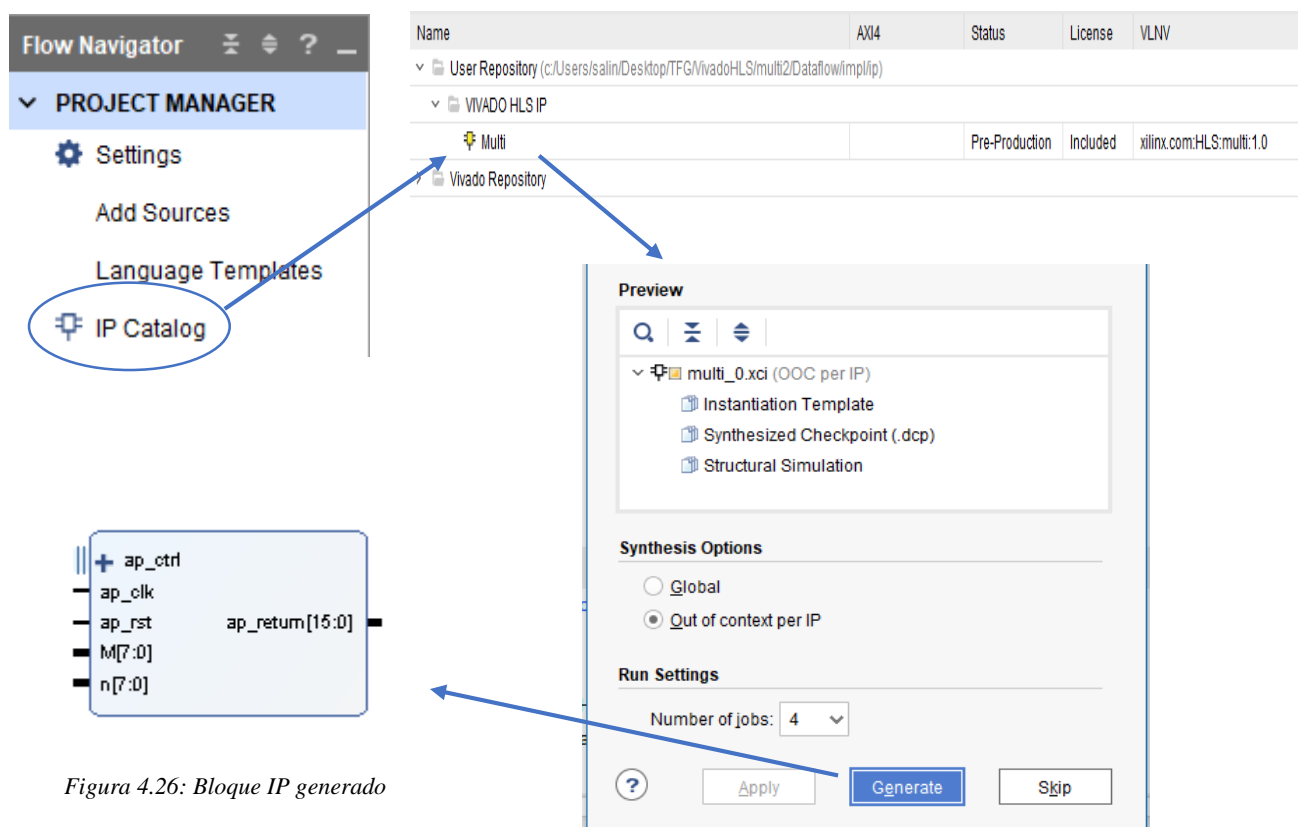 Flow Navigator ?
PROJECT MANAGER
Settings
Add Sources
Language Templates
IP Catalog
Name AXI4 Status License VLNV
User Repository (c:/Users/salin/Desktop/TFG/VivadoHLS/multi2/Dataflow/impl/ip)
VIVADO HLS IP
Multi Pre-Production Included xilinx.com:HLS:multi:1.0
Vivado Repository
Preview
multi_0.xci (OOC per IP)
Instantiation Template
Synthesized Checkpoint (.dcp)
Structural Simulation
Synthesis Options
Global
Out of context per IP
Run Settings
Number of jobs: 4
? Apply Generate Skip
ap_ctrl
ap_clk
ap_rst ap_return[15:0]
M[7:0]
n[7:0]
Figura 4.26: Bloque IP generado